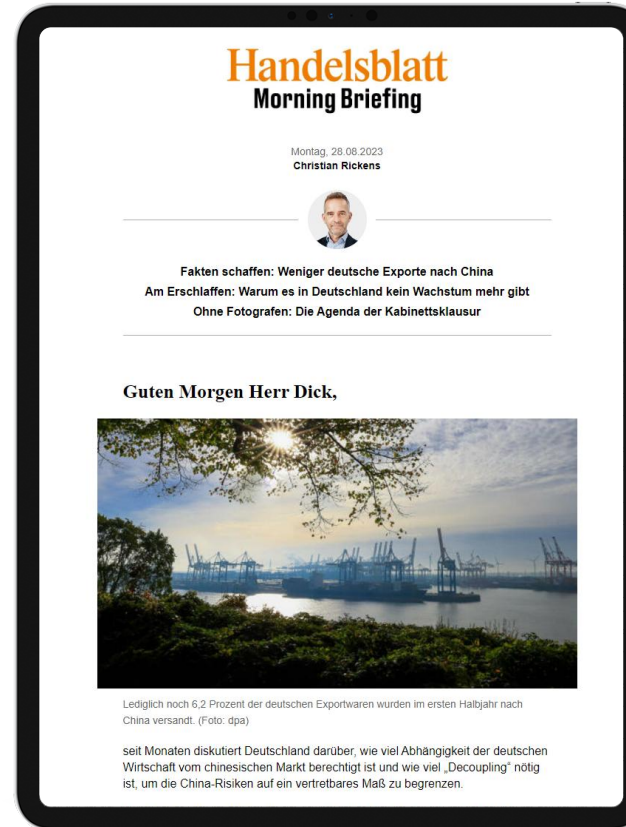 Handelsblatt
Morning Briefing
Montag, 28.08.2023
Christian Rickens
Fakten schaffen: Weniger deutsche Exporte nach China
Am Erschlaffen: Warum es in Deutschland kein Wachstum mehr gibt
Ohne Fotografen: Die Agenda der Kabinettsklausur
Guten Morgen Herr Dick,
Lediglich noch 6,2 Prozent der deutschen Exportwaren wurden im ersten Halbjahr nach
China versandt. (Foto: dpa)
seit Monaten diskutiert Deutschland darüber, wie viel Abhängigkeit der deutschen
Wirtschaft vom chinesischen Markt berechtigt ist und wie viel „Decoupling“ nötig
ist, um die China-Risiken auf ein vertretbares Maß zu begrenzen.